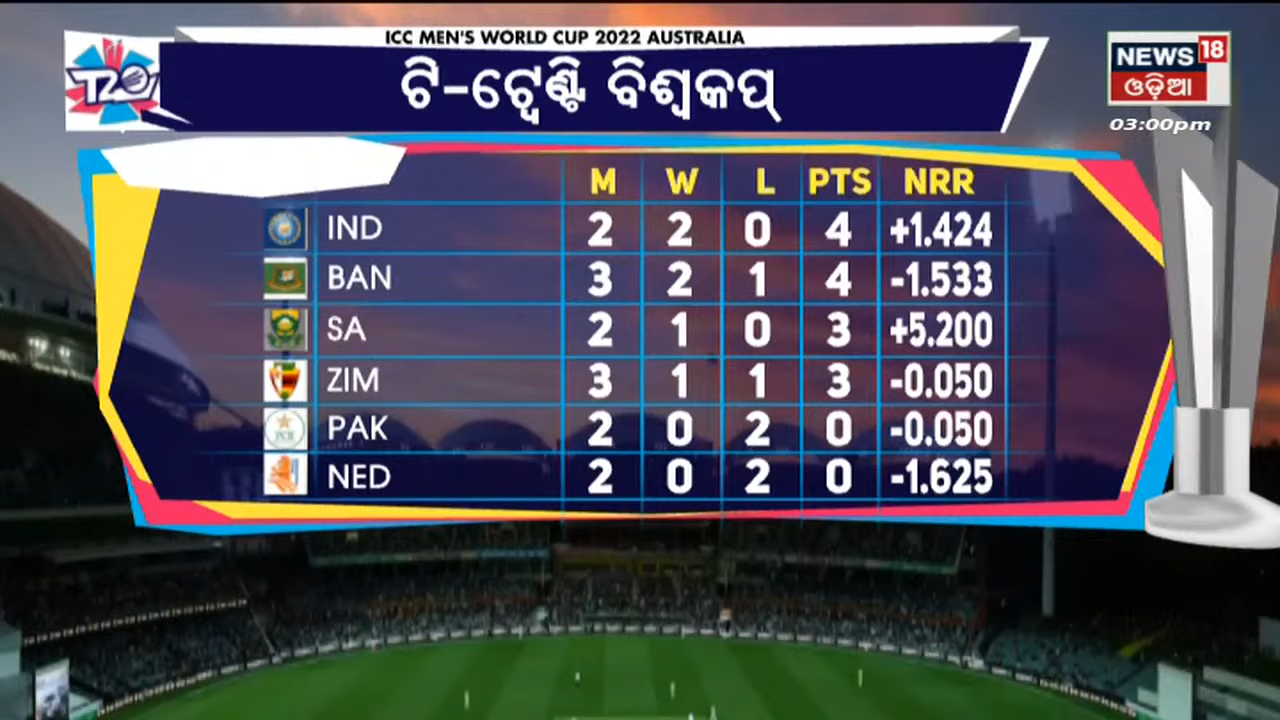 ICC MEN'S WORLD CUP 2022 AUSTRALIA
T20
ଟି-ଟ୍ୱେଣ୍ଟି ବିଶ୍ୱକପ୍
NEWS 18
ଓଡ଼ିଆ
03:00pm
M W L PTS NRR
IND 2 2 0 4 +1.424
BAN 3 2 1 4 -1.533
SA 2 1 0 3 +5.200
ZIM 3 1 1 3 -0.050
PAK 2 0 2 0 -0.050
NED 2 0 2 0 -1.625